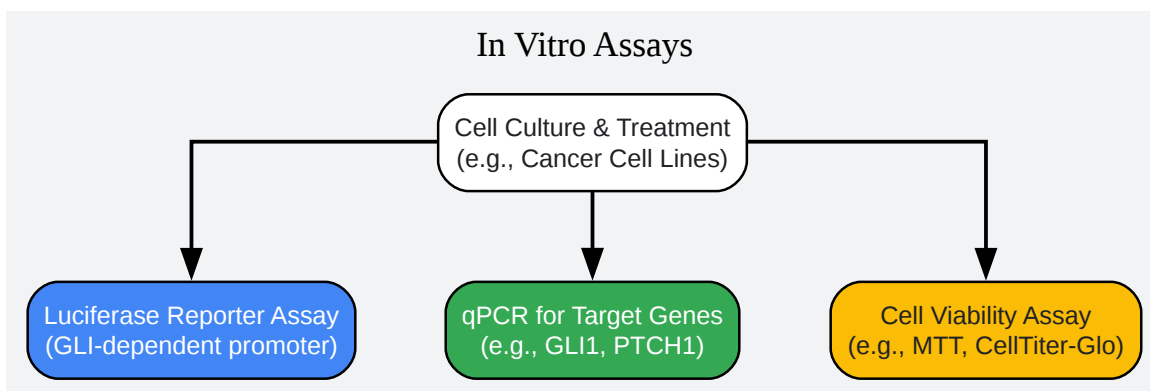 In Vitro Assays
Cell Culture & Treatment
(e.g., Cancer Cell Lines)
Luciferase Reporter Assay
(GLI-dependent promoter)
qPCR for Target Genes
(e.g., GLI1, PTCH1)
Cell Viability Assay
(e.g., MTT, CellTiter-Glo)